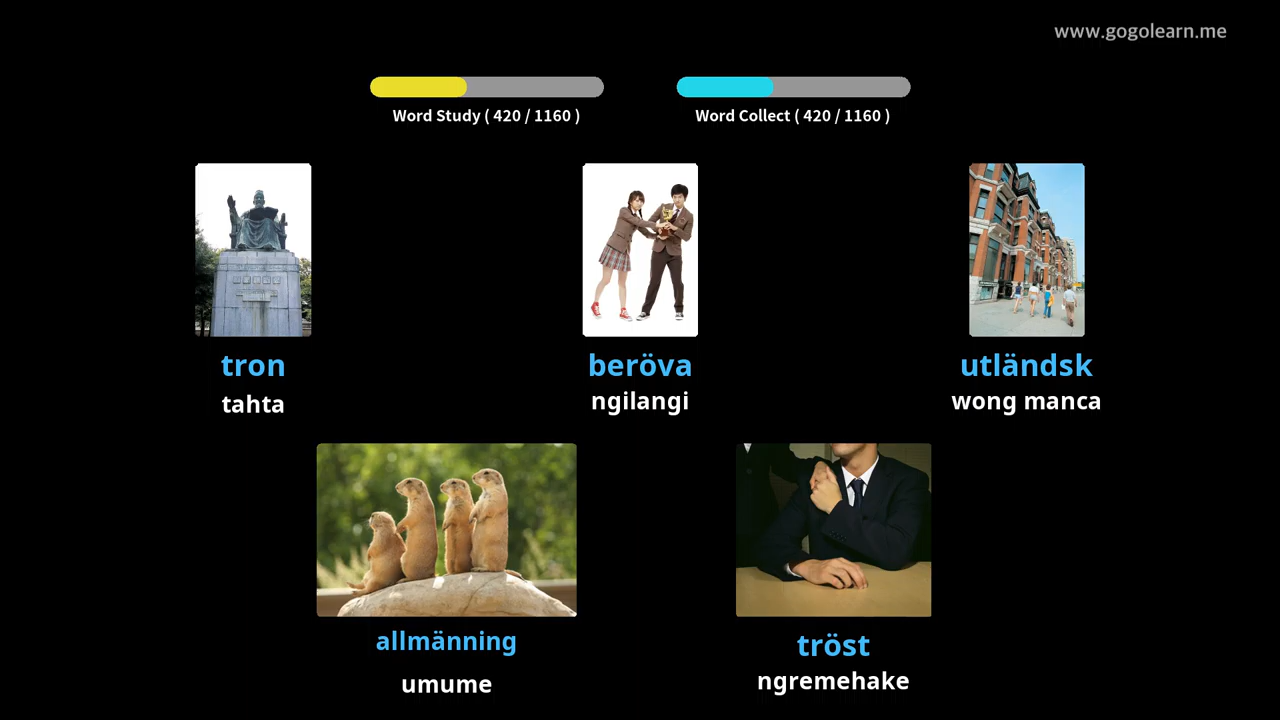 www.gogolearn.me
Word Study ( 420 / 1160 )
Word Collect ( 420 / 1160 )
tron
tahta
beröva
ngilangi
utländsk
wong manca
allmänning
umume
tröst
ngremehake